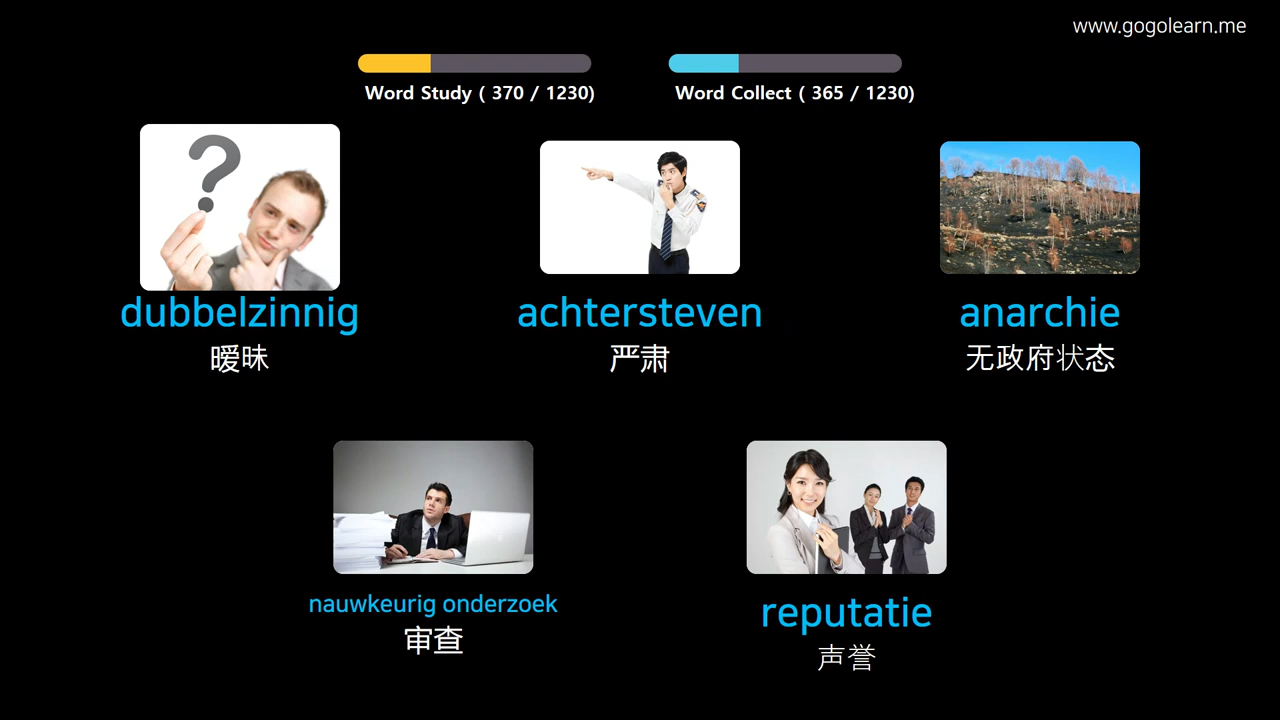 www.gogolearn.me
Word Study ( 370 / 1230)
Word Collect ( 365 / 1230)
dubbelzinnig
暧昧
achtersteven
严肃
anarchie
无政府状态
nauwkeurig onderzoek
审查
reputatie
声誉